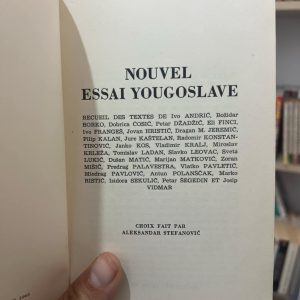 NOUVEL
ESSAI YOUGOSLAVE
RECUEIL DES TEXTES DE Ivo ANDRIĆ, Božidar
BORKO, Dobrica ĆOSIĆ, Petar DŽADŽIĆ, Eli FINCI,
Ivo FRANGEŠ, Jovan HRISTIĆ, Dragan M. JEREMIĆ,
Filip KALAN, Jure KAŠTELAN, Radomir KONSTAN-
TINOVIĆ, Janko KOS, Vladimir KRALJ, Miroslav
KRLEŽA, Tomislav LADAN, Slavko LEOVAC, Sveta
LUKIĆ, Dušan MATIĆ, Marijan MATKOVIĆ, Zoran
MIŠIĆ, Predrag PALAVESTRA, Vlatko PAVLETIĆ,
Miodrag PAVLOVIĆ, Antun POLANŠČAK, Marko
RISTIĆ, Isidora SEKULIĆ, Petar ŠEGEDIN ET Josip
VIDMAR
CHOIX FAIT PAR
ALEKSANDAR STEFANOVIĆ